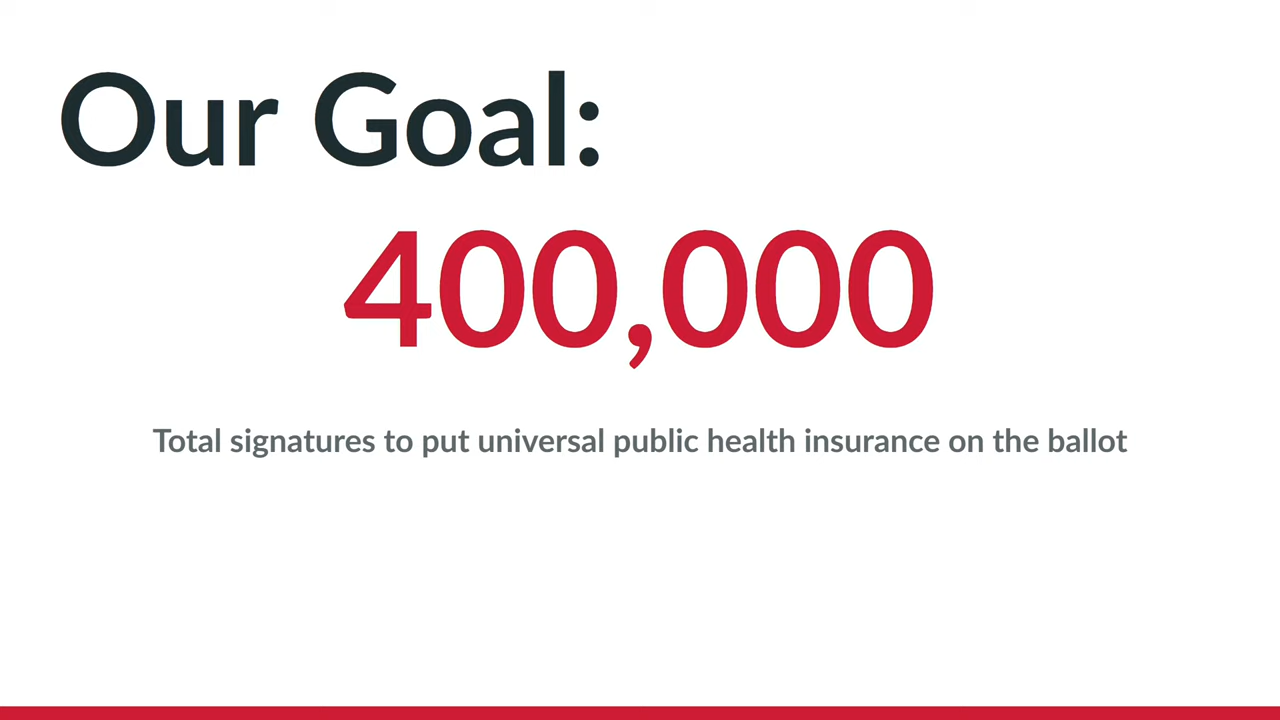 Our Goal:
400,000
Total signatures to put universal public health insurance on the ballot